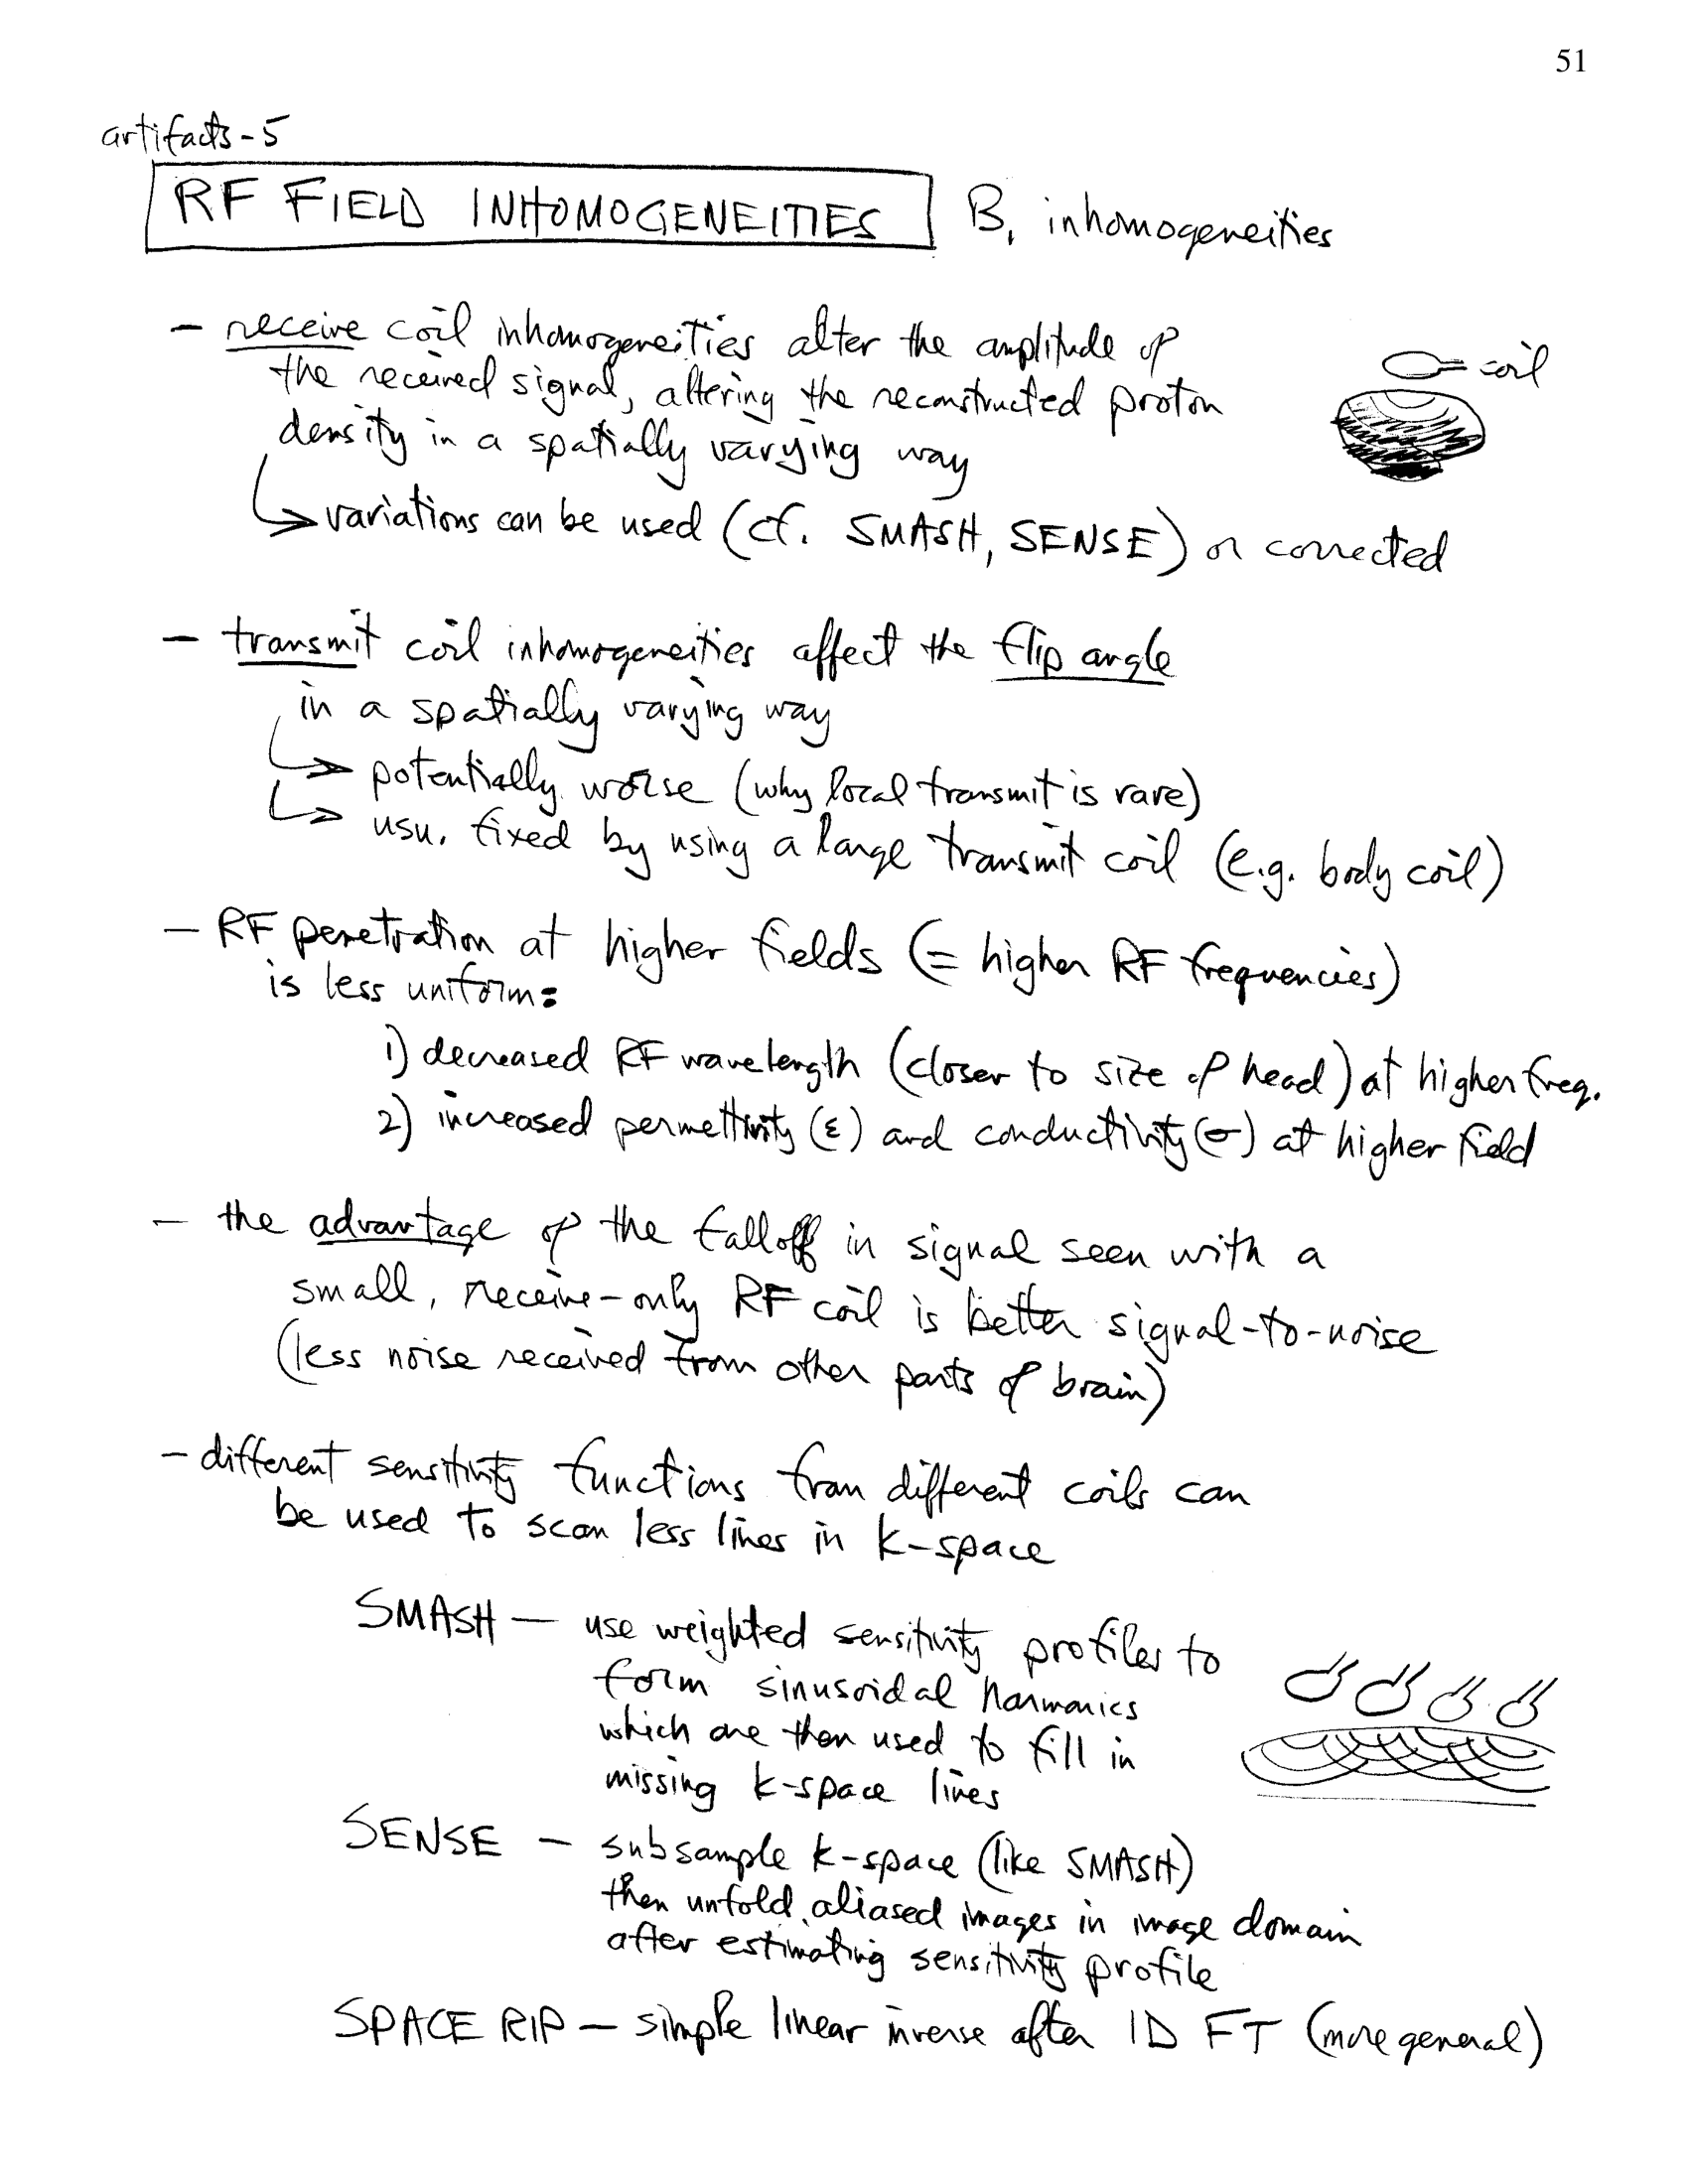 51
artifacts-5
RF FIELD INHOMOGENEITIES B₁ inhomogeneities
- receive coil inhomogeneities alter the amplitude of
the received signal, altering the reconstructed proton
density in a spatially varying way
coil
↳ variations can be used (cf. SMASH, SENSE) or corrected
- transmit coil inhomogeneities affect the flip angle
in a spatially varying way
↳ potentially worse (why local transmit is rare)
↳ usu. fixed by using a large transmit coil (e.g. body coil)
- RF penetration at higher fields (= higher RF frequencies)
is less uniform:
1) decreased RF wavelength (closer to size of head) at higher freq.
2) increased permettivity (ε) and conductivity (σ) at higher field
- the advantage of the falloff in signal seen with a
small, receive-only RF coil is better signal-to-noise
(less noise received from other parts of brain)
- different sensitivity functions from different coils can
be used to scan less lines in k-space
SMASH - use weighted sensitivity profiles to
form sinusoidal harmonics
which are then used to fill in
missing k-space lines
SENSE - subsample k-space (like SMASH)
then unfold aliased images in image domain
after estimating sensitivity profile
SPACE RIP - simple linear inverse after 1D FT (more general)